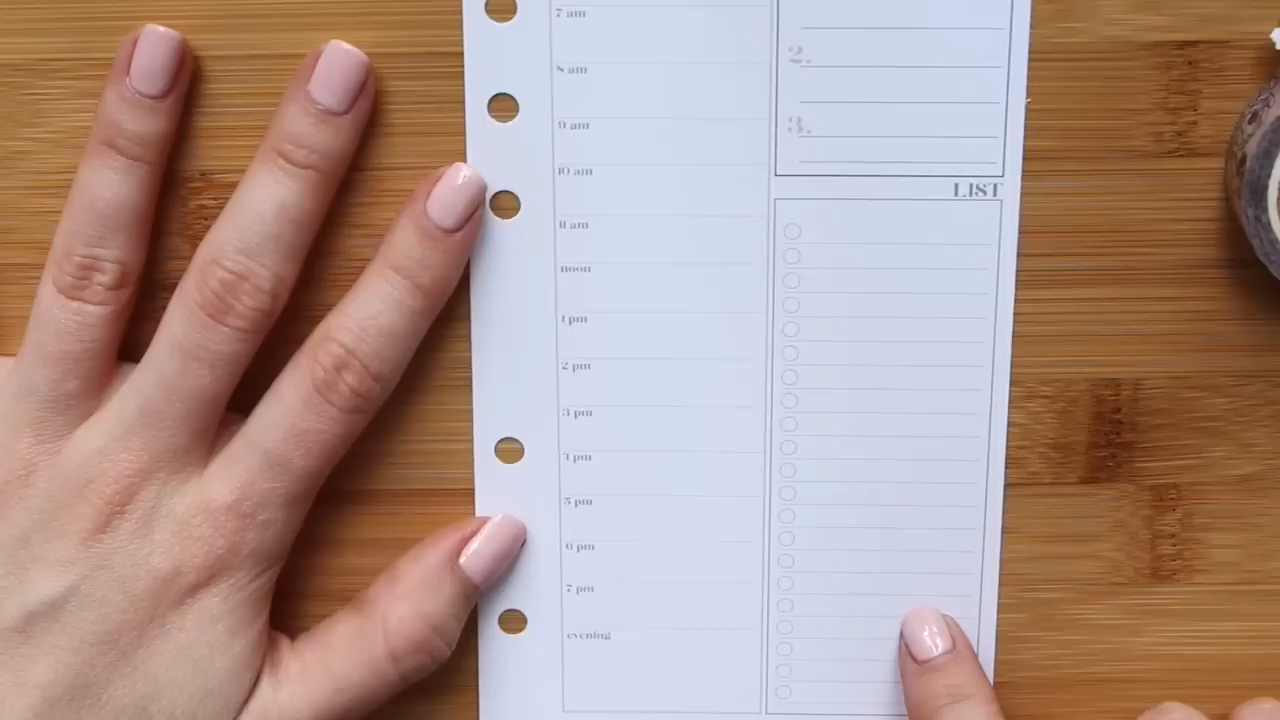 7 am
8 am
9 am
10 am
11 am
noon
1 pm
2 pm
3 pm
4 pm
5 pm
6 pm
7 pm
evening
2.
3.
LIST